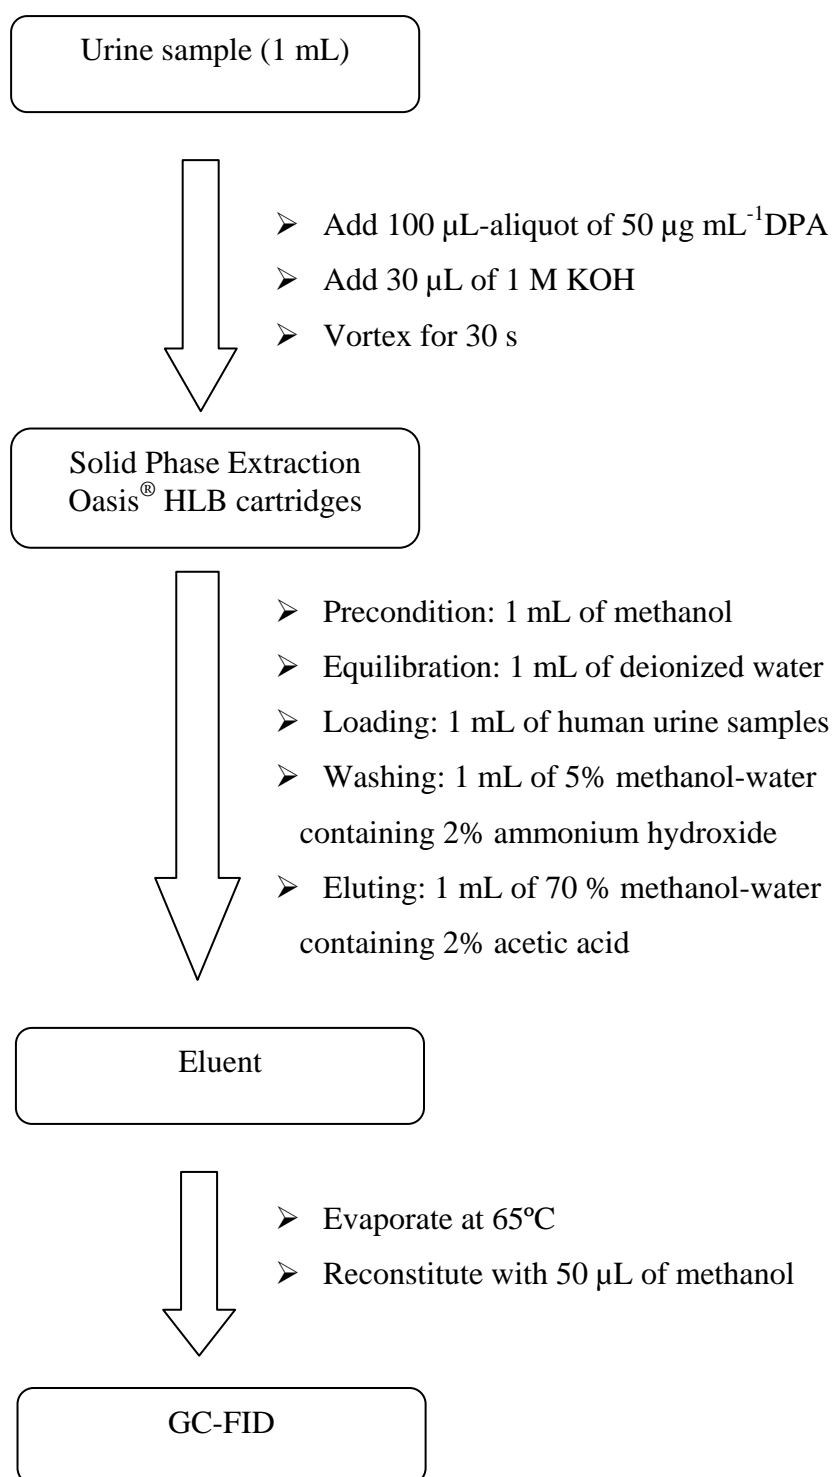 Urine sample (1 mL)
➢ Add 100 µL-aliquot of 50 µg mL⁻¹DPA
➢ Add 30 µL of 1 M KOH
➢ Vortex for 30 s
Solid Phase Extraction
Oasis® HLB cartridges
➢ Precondition: 1 mL of methanol
➢ Equilibration: 1 mL of deionized water
➢ Loading: 1 mL of human urine samples
➢ Washing: 1 mL of 5% methanol-water
containing 2% ammonium hydroxide
➢ Eluting: 1 mL of 70 % methanol-water
containing 2% acetic acid
Eluent
➢ Evaporate at 65ºC
➢ Reconstitute with 50 µL of methanol
GC-FID